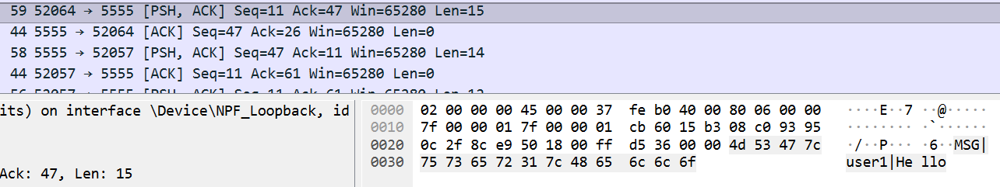 59 52064 → 5555 [PSH, ACK] Seq=11 Ack=47 Win=65280 Len=15
44 5555 → 52064 [ACK] Seq=47 Ack=26 Win=65280 Len=0
58 5555 → 52057 [PSH, ACK] Seq=47 Ack=11 Win=65280 Len=14
44 52057 → 5555 [ACK] Seq=11 Ack=61 Win=65280 Len=0
its) on interface \Device\NPF_Loopback, id
Ack: 47, Len: 15
0000 02 00 00 00 45 00 00 37 fe b0 40 00 80 06 00 00 ····E··7 ··@·····
0010 7f 00 00 01 7f 00 00 01 cb 60 15 b3 08 c0 93 95 ········ ·`······
0020 0c 2f 8c e9 50 18 00 ff d5 36 00 00 4d 53 47 7c ·/··P··· ·6··MSG|
0030 75 73 65 72 31 7c 48 65 6c 6c 6f user1|He llo